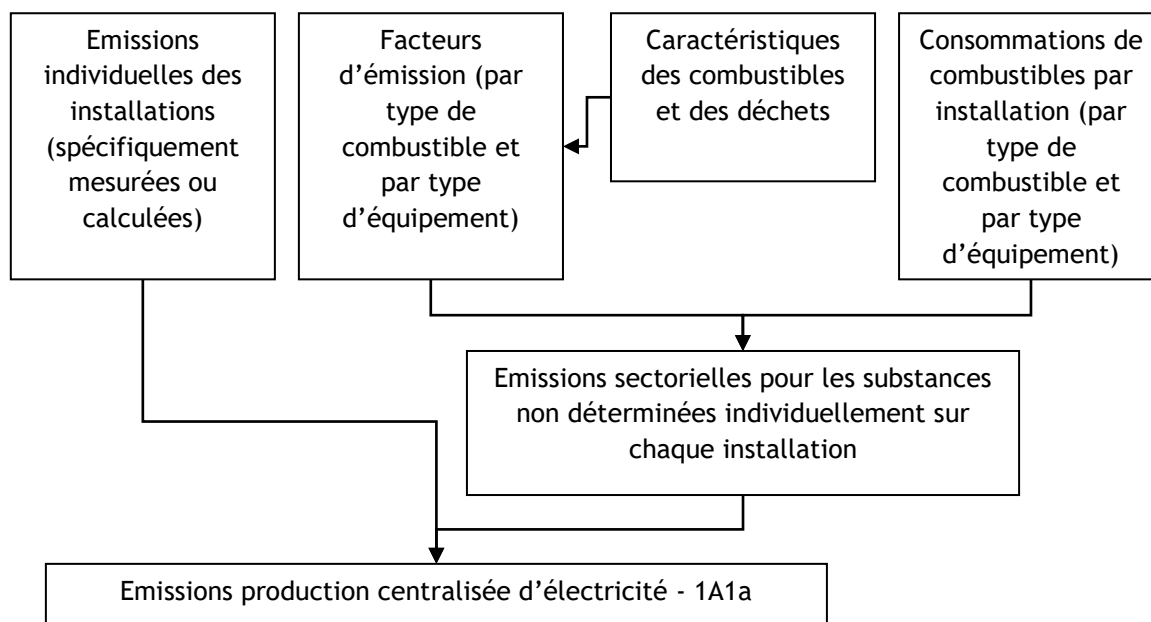 Emissions
individuelles des
installations
(spécifiquement
mesurées ou
calculées)
Facteurs
d’émission (par
type de
combustible et
par type
d’équipement)
Caractéristiques
des combustibles
et des déchets
Consommations de
combustibles par
installation (par
type de
combustible et
par type
d’équipement)
Emissions sectorielles pour les substances
non déterminées individuellement sur
chaque installation
Emissions production centralisée d’électricité - 1A1a